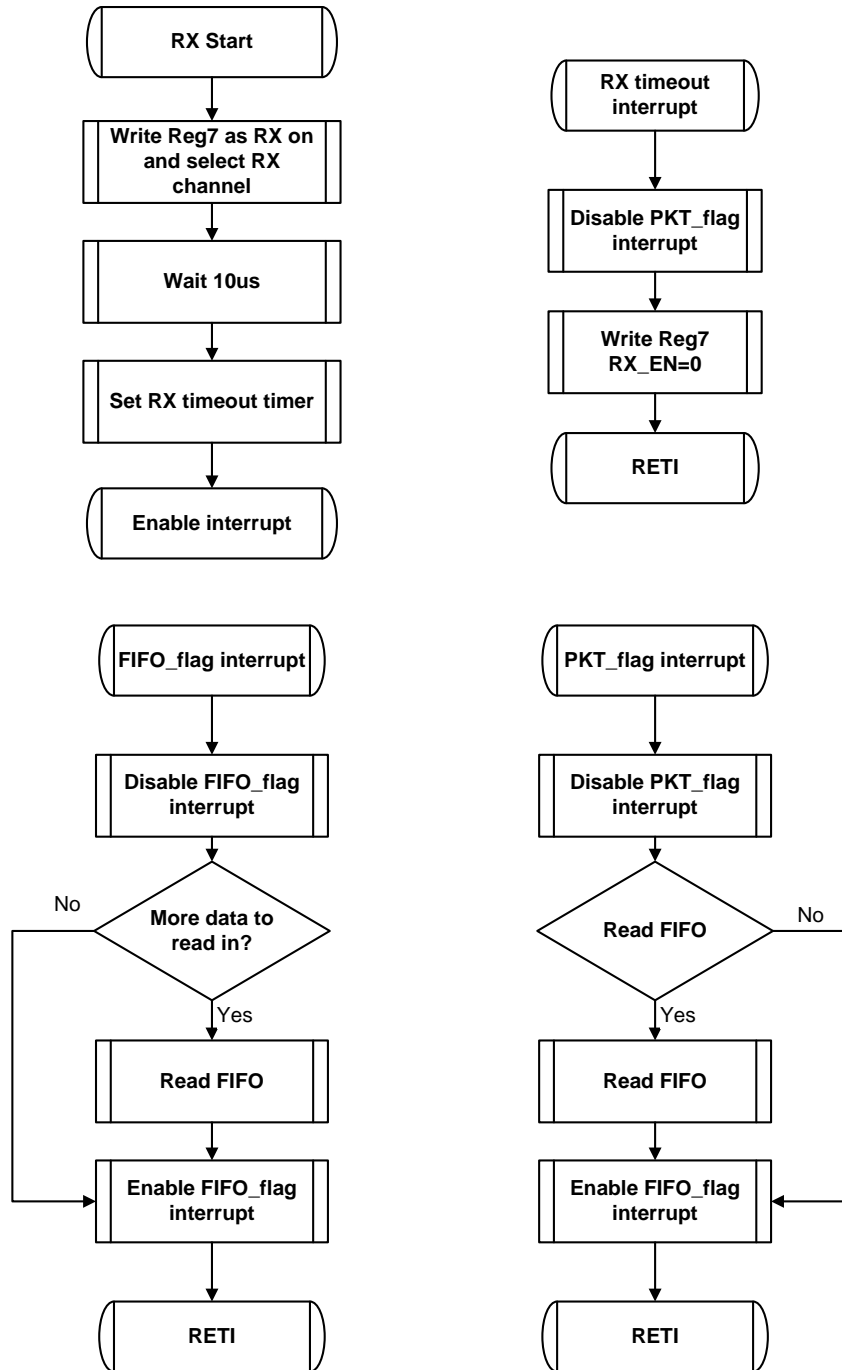 RX Start
Write Reg7 as RX on
and select RX
channel
Wait 10us
Set RX timeout timer
Enable interrupt
RX timeout
interrupt
Disable PKT_flag
interrupt
Write Reg7
RX_EN=0
RETI
FIFO_flag interrupt
Disable FIFO_flag
interrupt
More data to
read in?
No
Yes
Read FIFO
Enable FIFO_flag
interrupt
RETI
PKT_flag interrupt
Disable PKT_flag
interrupt
Read FIFO
No
Yes
Read FIFO
Enable FIFO_flag
interrupt
RETI